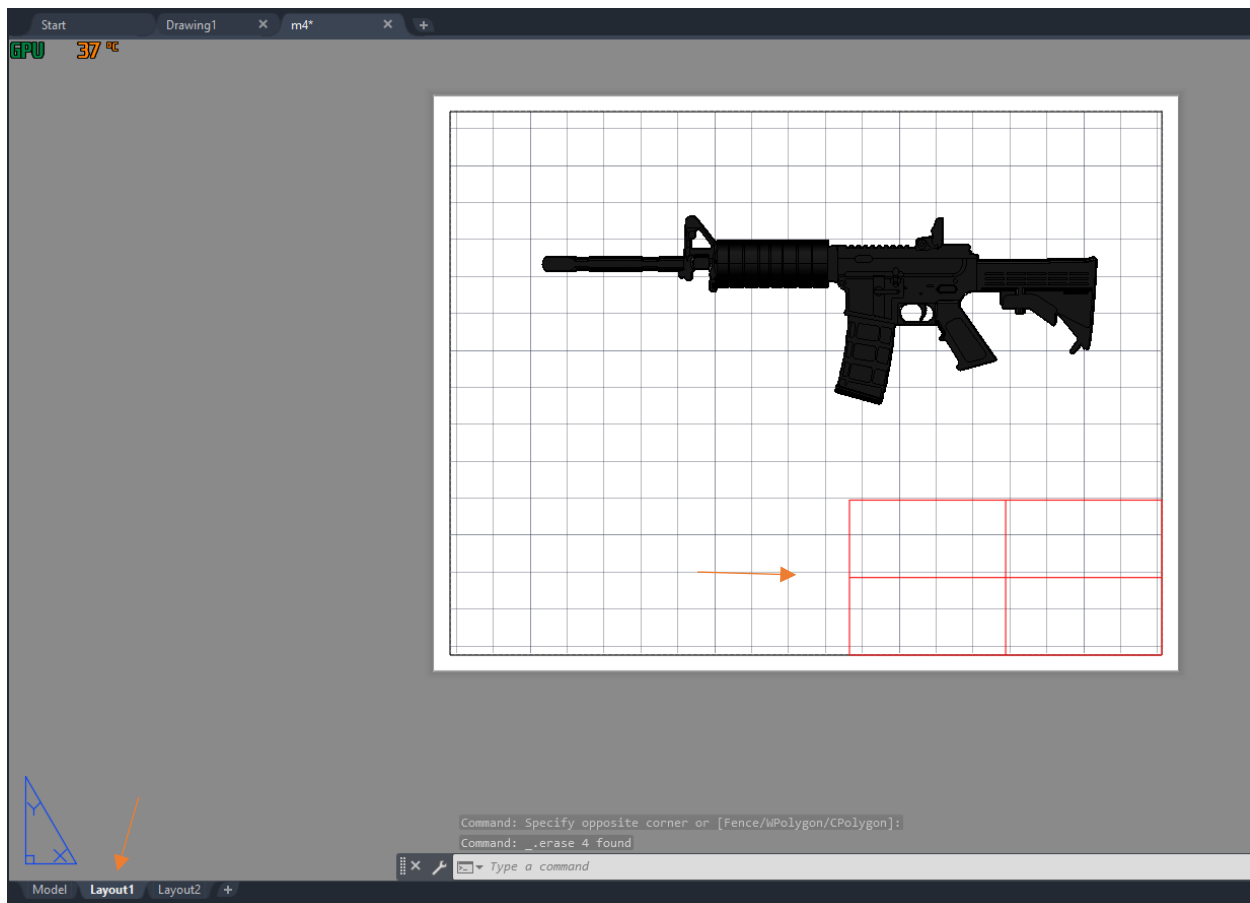 Start Drawing1 m4*
GPU 37 °C
Y
X
Command: Specify opposite corner or [Fence/WPolygon/CPolygon]:
Command: _.erase 4 found
Type a command
Model Layout1 Layout2